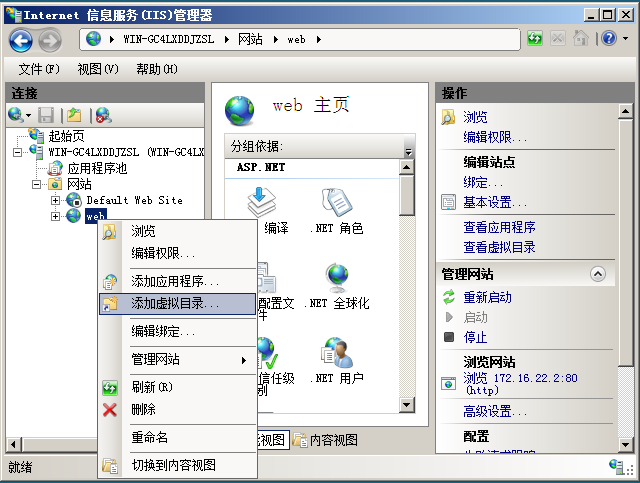 Internet 信息服务(IIS)管理器
WIN-GC4LXDDJZSL 网站 web
文件(F) 视图(V) 帮助(H)
连接
起始页
WIN-GC4LXDDJZSL (WIN-GC4LXD
应用程序池
网站
Default Web Site
web
浏览
编辑权限...
添加应用程序...
添加虚拟目录...
编辑绑定...
管理网站
刷新(R)
删除
重命名
切换到内容视图
web 主页
分组依据:
ASP.NET
编译
.NET 角色
配置文
件
.NET 全球化
信任级
别
.NET 用户
视图
内容视图
操作
浏览
编辑权限...
编辑站点
绑定...
基本设置...
查看应用程序
查看虚拟目录
管理网站
重新启动
启动
停止
浏览网站
浏览 172.16.22.2:80
(http)
高级设置...
配置
就绪